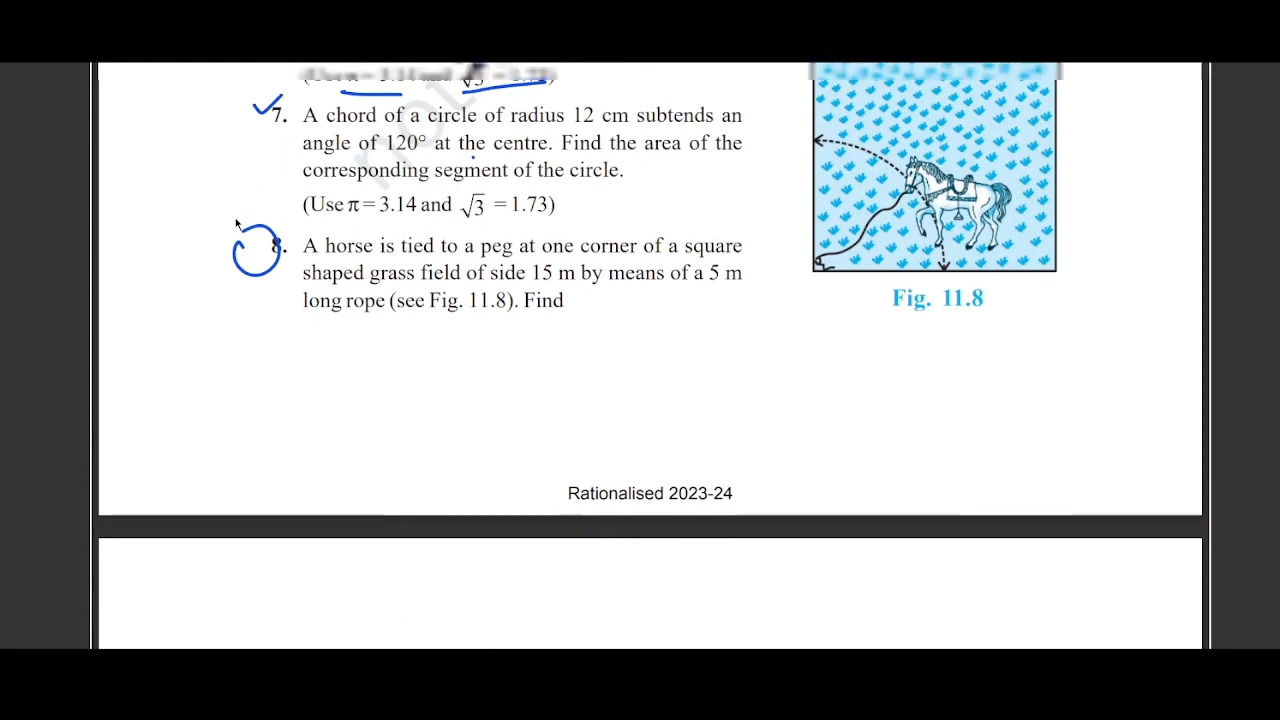 7. A chord of a circle of radius 12 cm subtends an
angle of 120° at the centre. Find the area of the
corresponding segment of the circle.
(Use π = 3.14 and √3 = 1.73)
8. A horse is tied to a peg at one corner of a square
shaped grass field of side 15 m by means of a 5 m
long rope (see Fig. 11.8). Find
Fig. 11.8
Rationalised 2023-24